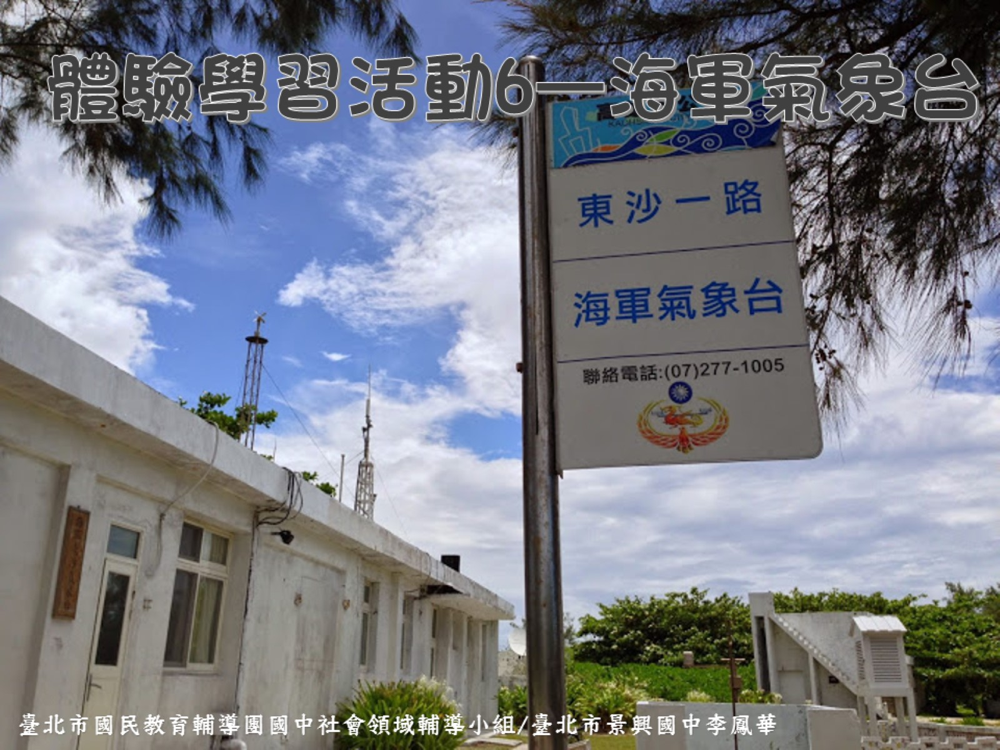 體驗學習活動6—海軍氣象台
東沙一路
海軍氣象台
聯絡電話:(07)277-1005
臺北市國民教育輔導團國中社會領域輔導小組/臺北市景興國中李鳳華